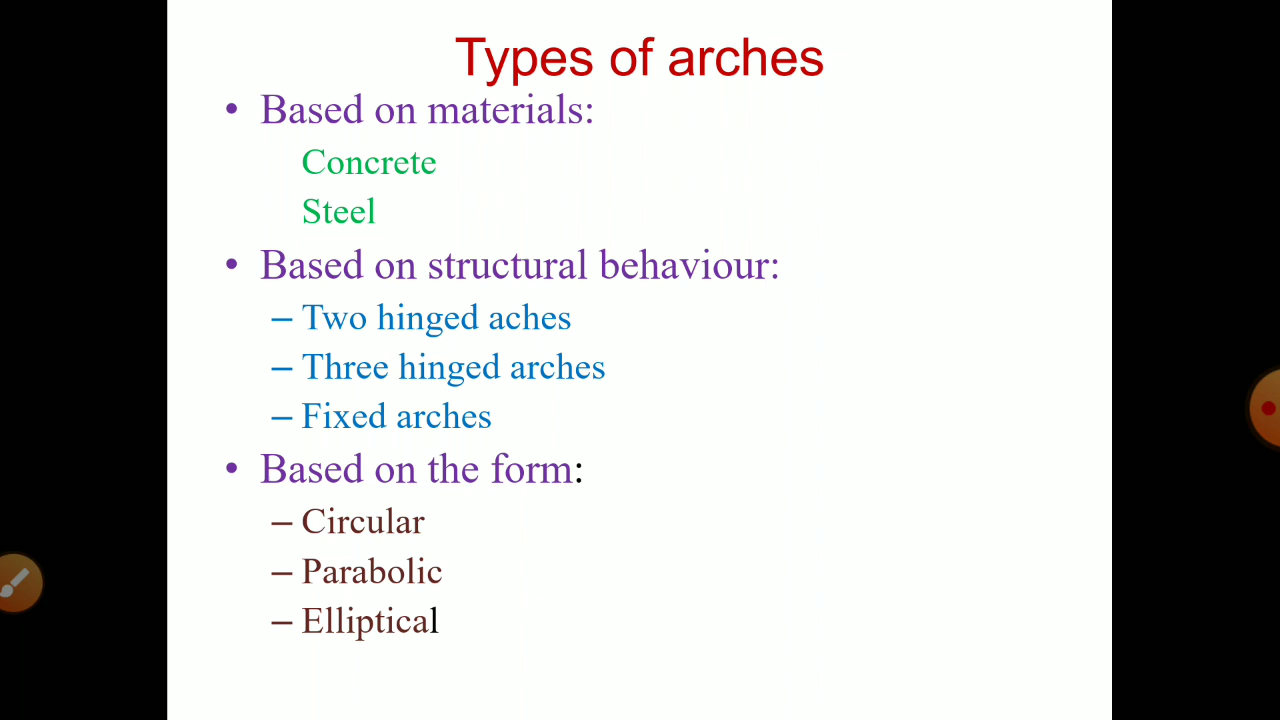 Types of arches
• Based on materials:
Concrete
Steel
• Based on structural behaviour:
– Two hinged aches
– Three hinged arches
– Fixed arches
• Based on the form:
– Circular
– Parabolic
– Elliptical